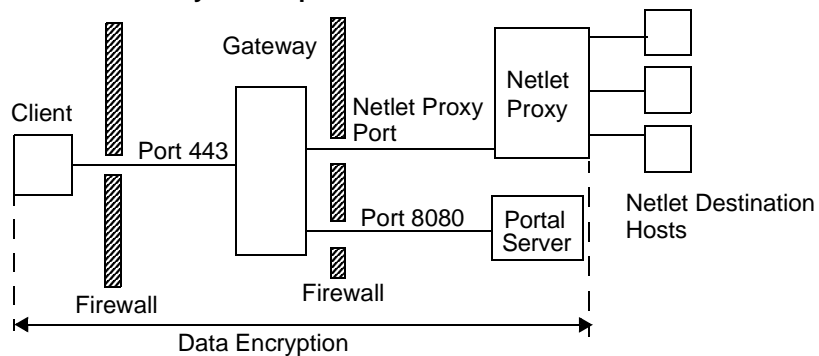 Gateway
Client
Port 443
Netlet Proxy
Port
Netlet
Proxy
Port 8080
Portal
Server
Netlet Destination
Hosts
Firewall
Firewall
Data Encryption